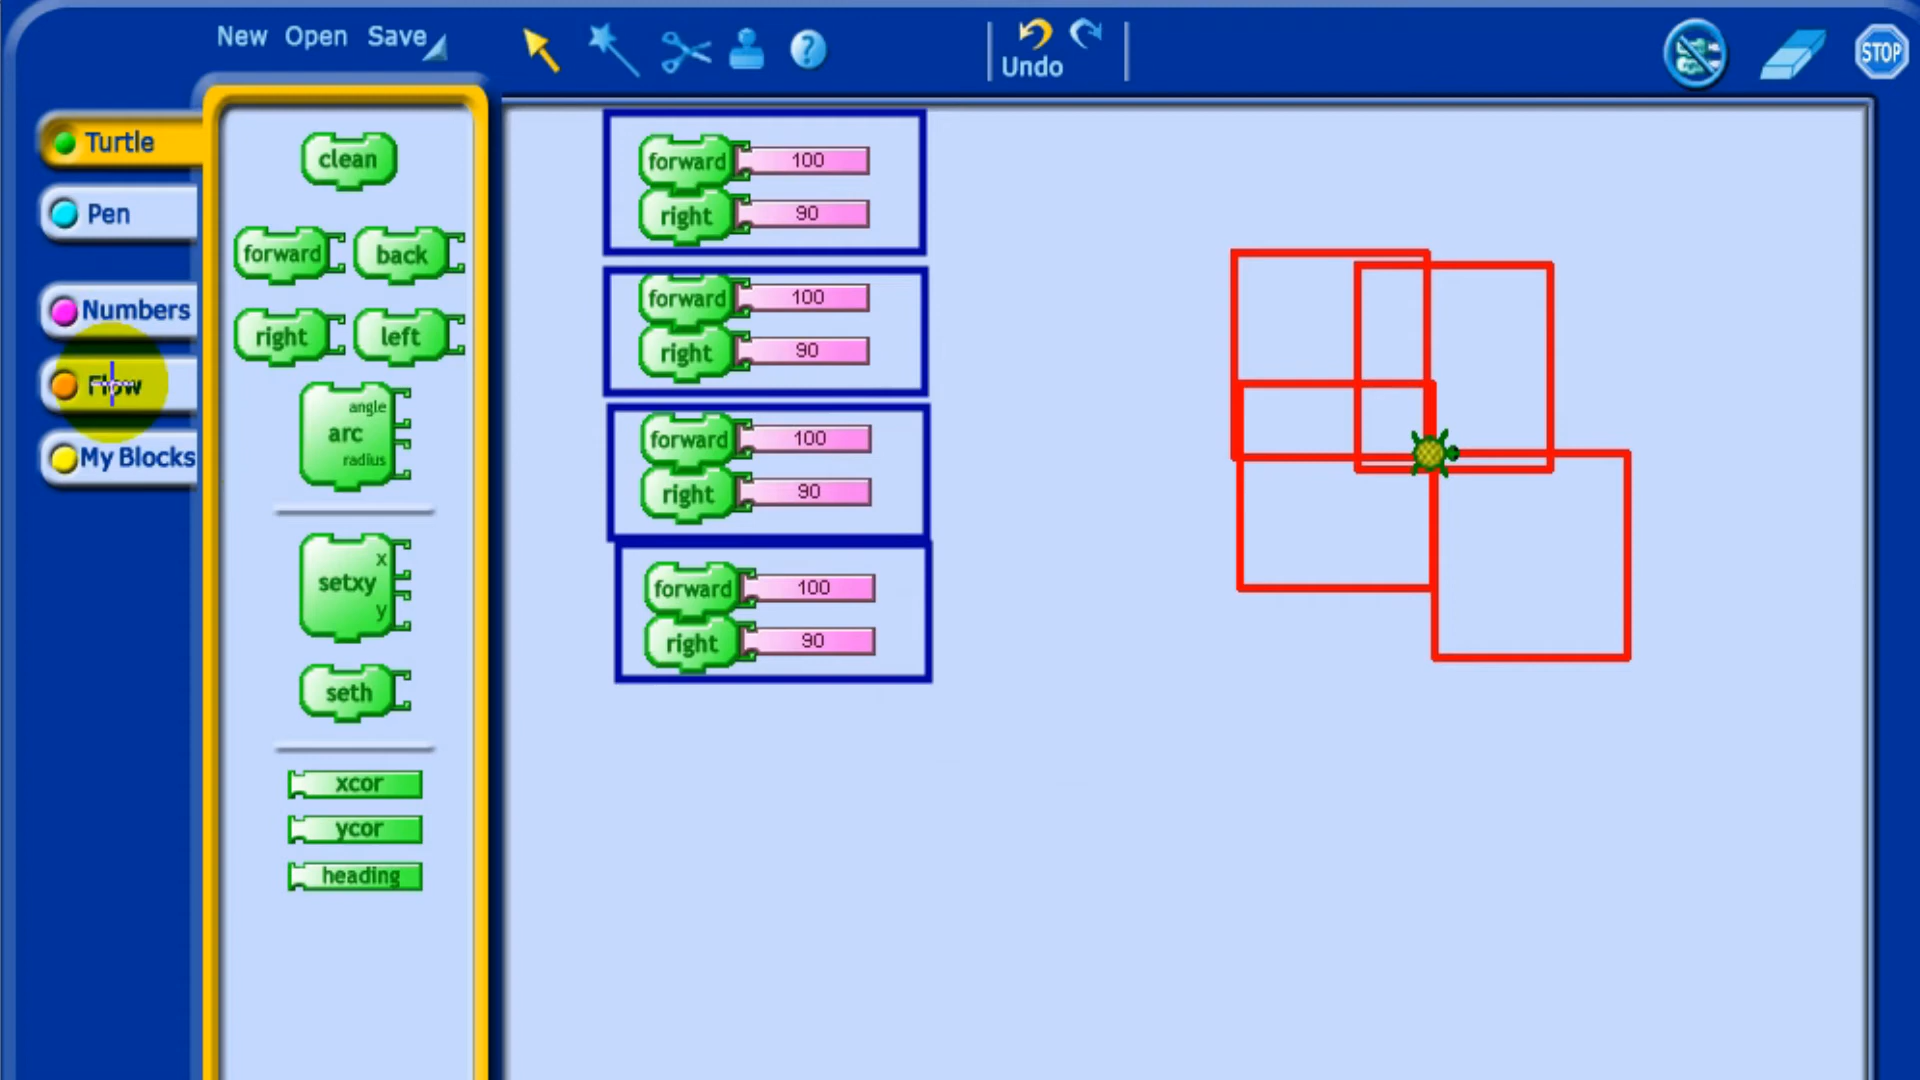 New Open Save
Undo
STOP
Turtle
Pen
Numbers
Flow
My Blocks
clean
forward back
right left
angle
arc
radius
x
setxy
y
seth
xcor
ycor
heading
forward 100
right 90
forward 100
right 90
forward 100
right 90
forward 100
right 90